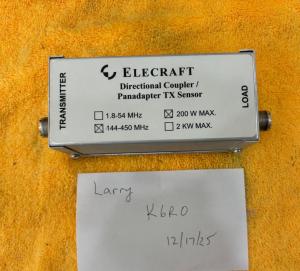 TRANSMITTER
ELECRAFT
Directional Coupler /
Panadapter TX Sensor
1.8-54 MHz
200 W MAX.
144-450 MHz
2 KW MAX.
LOAD
Larry
K6RO
12/17/25